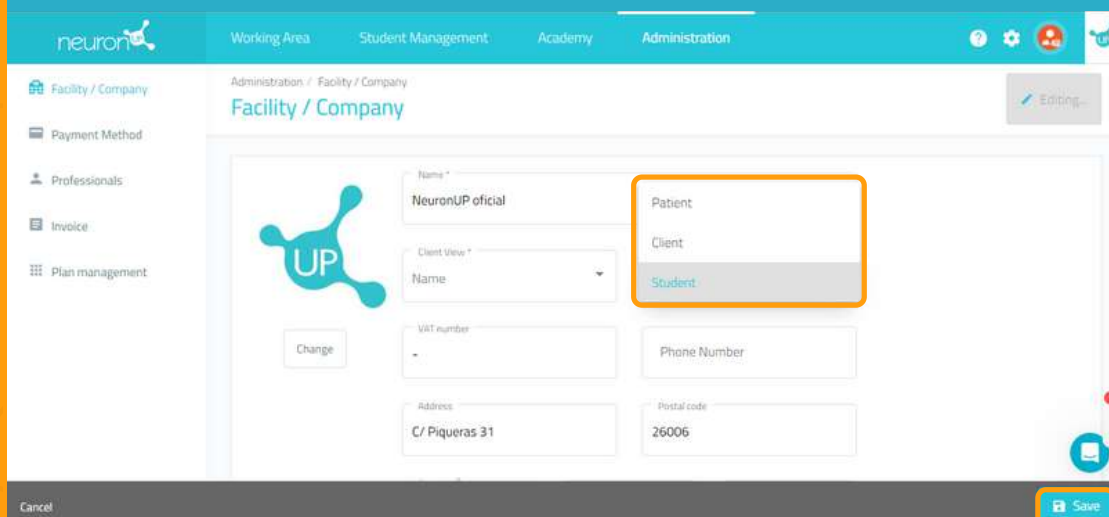 neuronUP
Working Area
Student Management
Academy
Administration
Facility / Company
Payment Method
Professionals
Invoice
Plan management
Administration / Facility / Company
Facility / Company
Editing...
UP
Change
Name *
NeuronUP oficial
Patient
Client
Student
Client View *
Name
VAT number
-
Phone Number
Address
C/ Piqueras 31
Postal code
26006
Cancel
Save